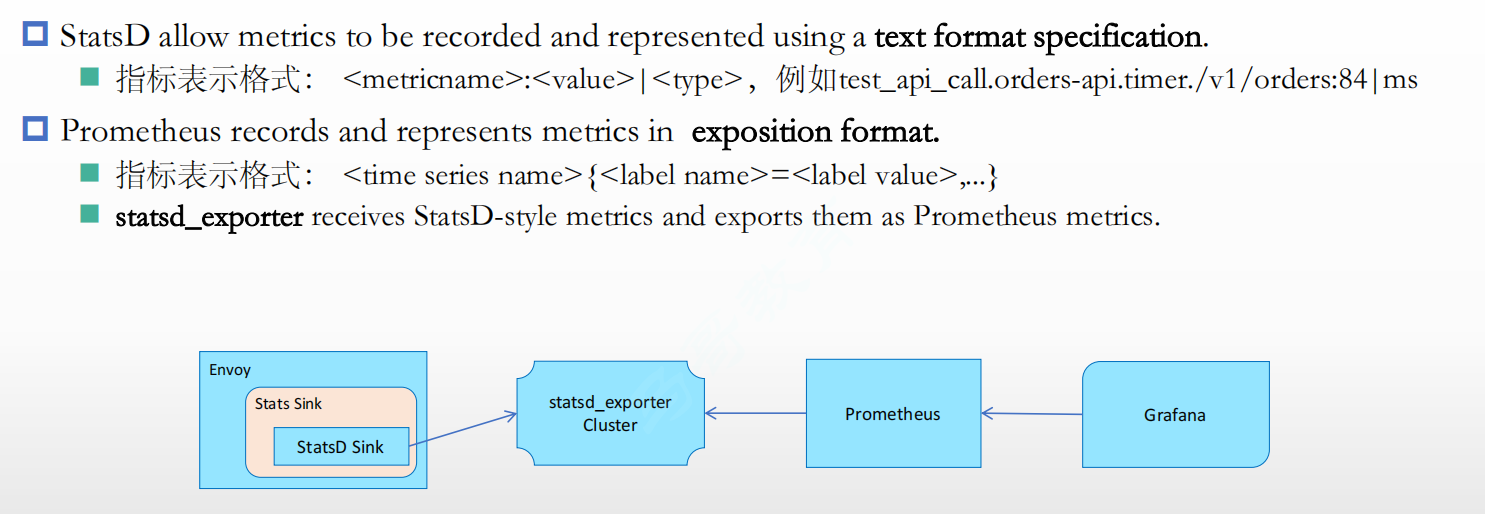 StatsD allow metrics to be recorded and represented using a text format specification.
指标表示格式： <metricname>:<value>|<type>，例如test_api_call.orders-api.timer./v1/orders:84|ms
Prometheus records and represents metrics in exposition format.
指标表示格式： <time series name>{<label name>=<label value>,...}
statsd_exporter receives StatsD-style metrics and exports them as Prometheus metrics.
Envoy
Stats Sink
StatsD Sink
statsd_exporter
Cluster
Prometheus
Grafana